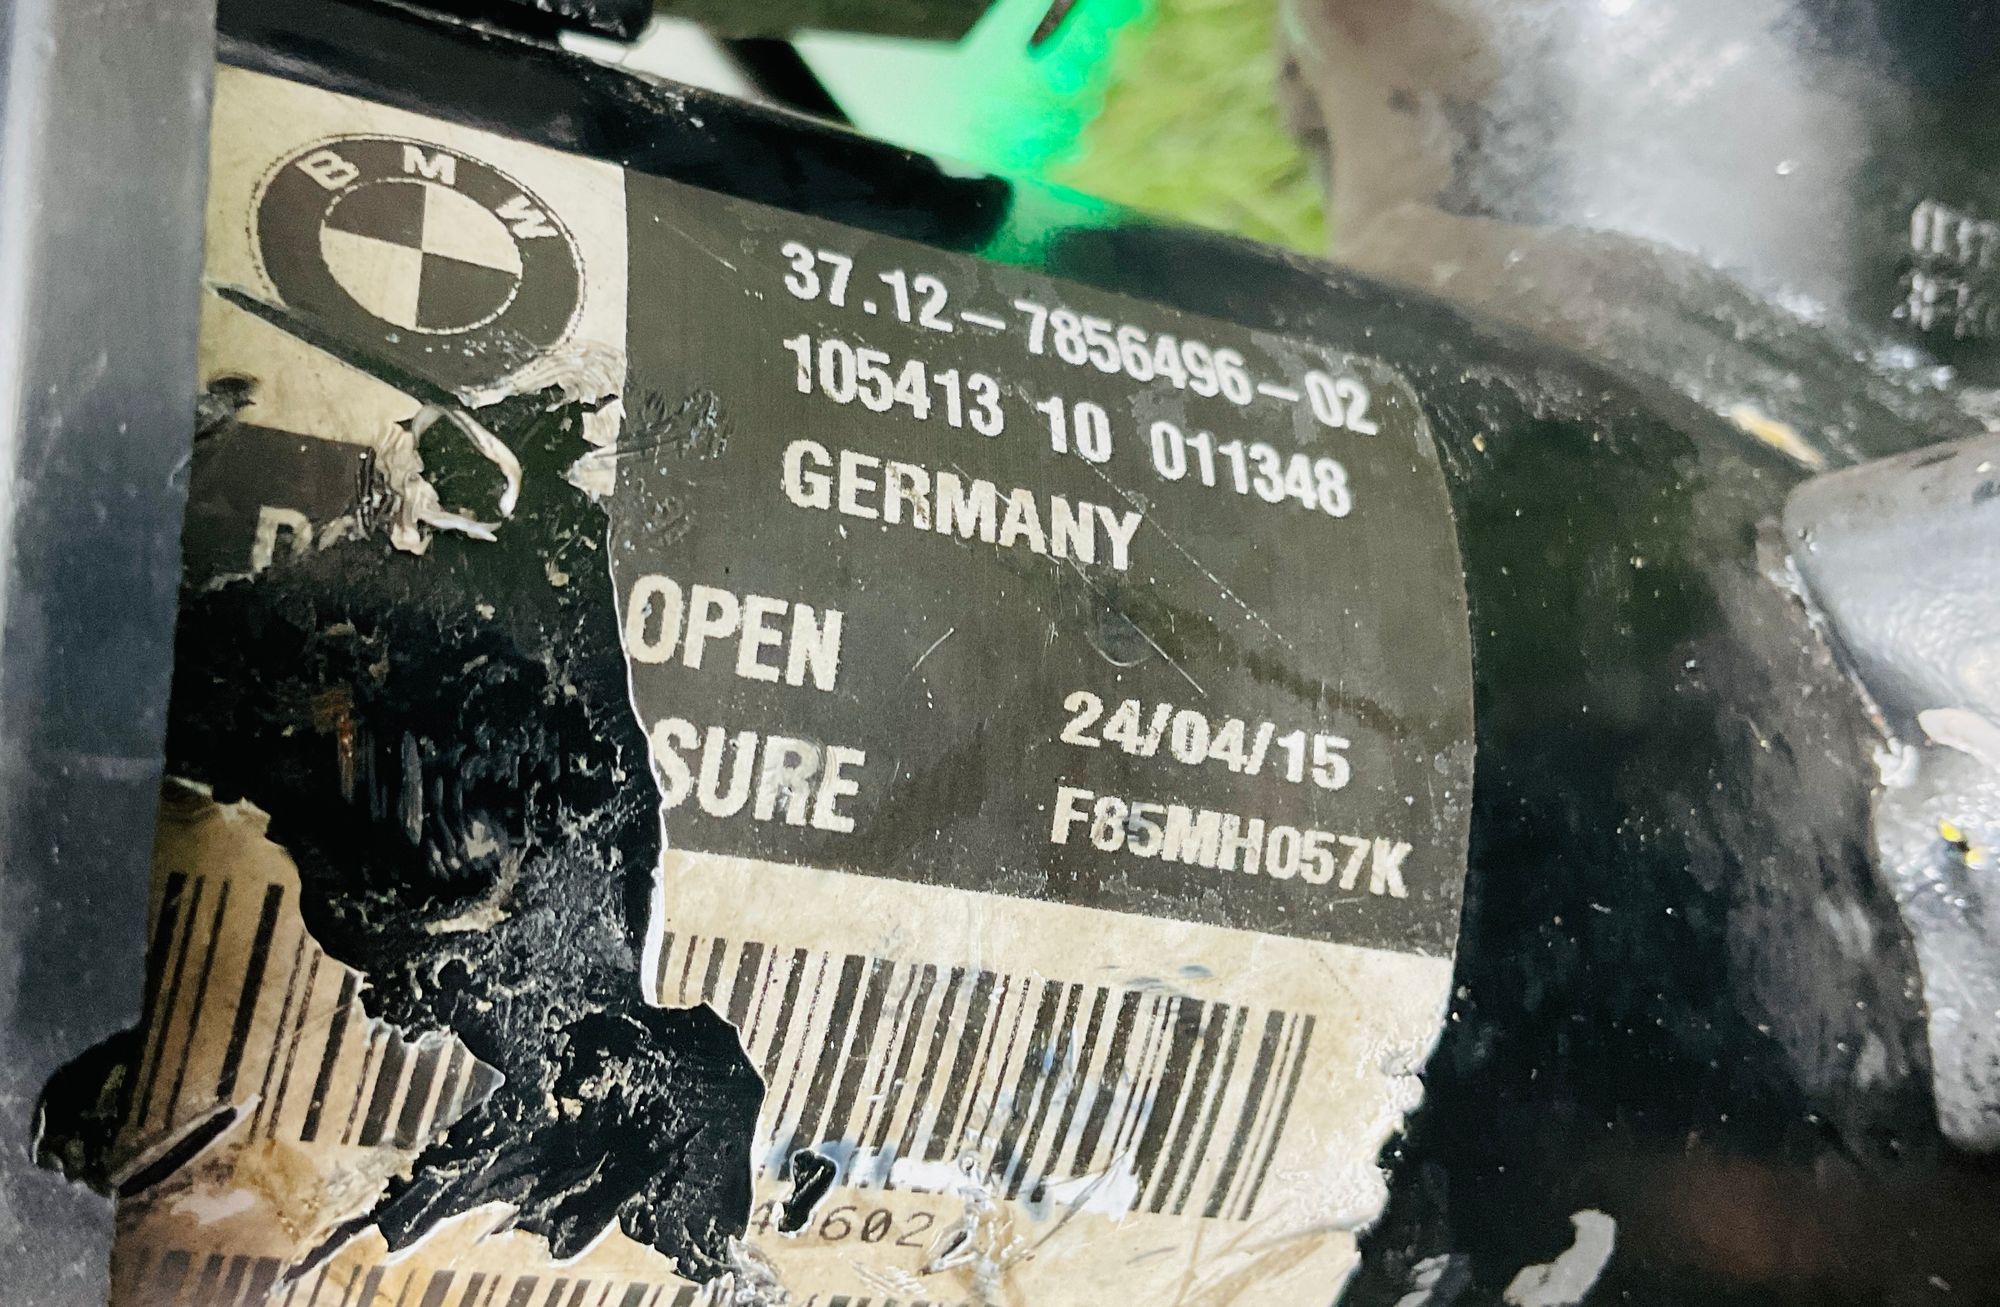 BMW
37.12-7856496-02
105413 10 011348
GERMANY
OPEN
24/04/15
SURE
F85MH057K